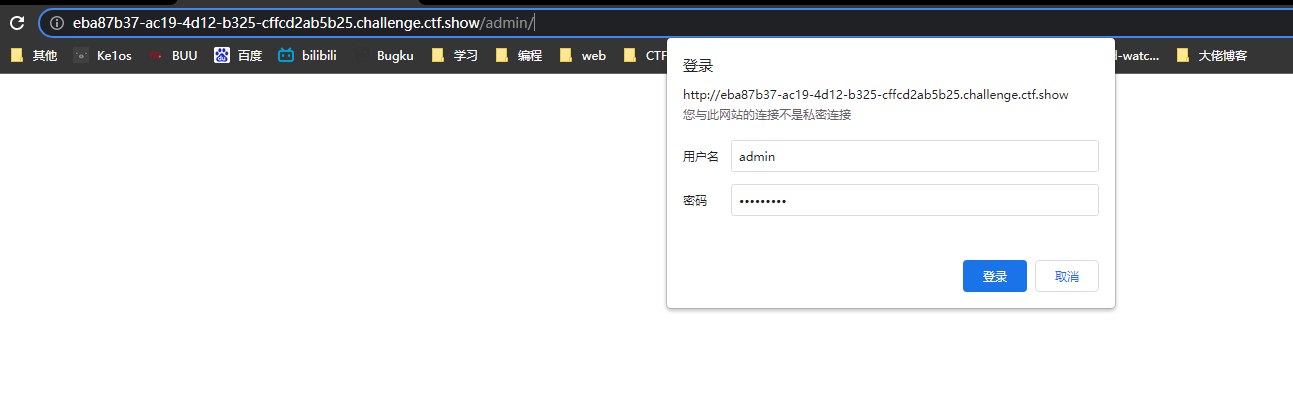 eba87b37-ac19-4d12-b325-cffcd2ab5b25.challenge.ctf.show/admin/
其他 Ke1os BUU 百度 bilibili Bugku 学习 编程 web CTF l-watc... 大佬博客
登录
http://eba87b37-ac19-4d12-b325-cffcd2ab5b25.challenge.ctf.show
您与此网站的连接不是私密连接
用户名 admin
密码 •••••••••
登录 取消